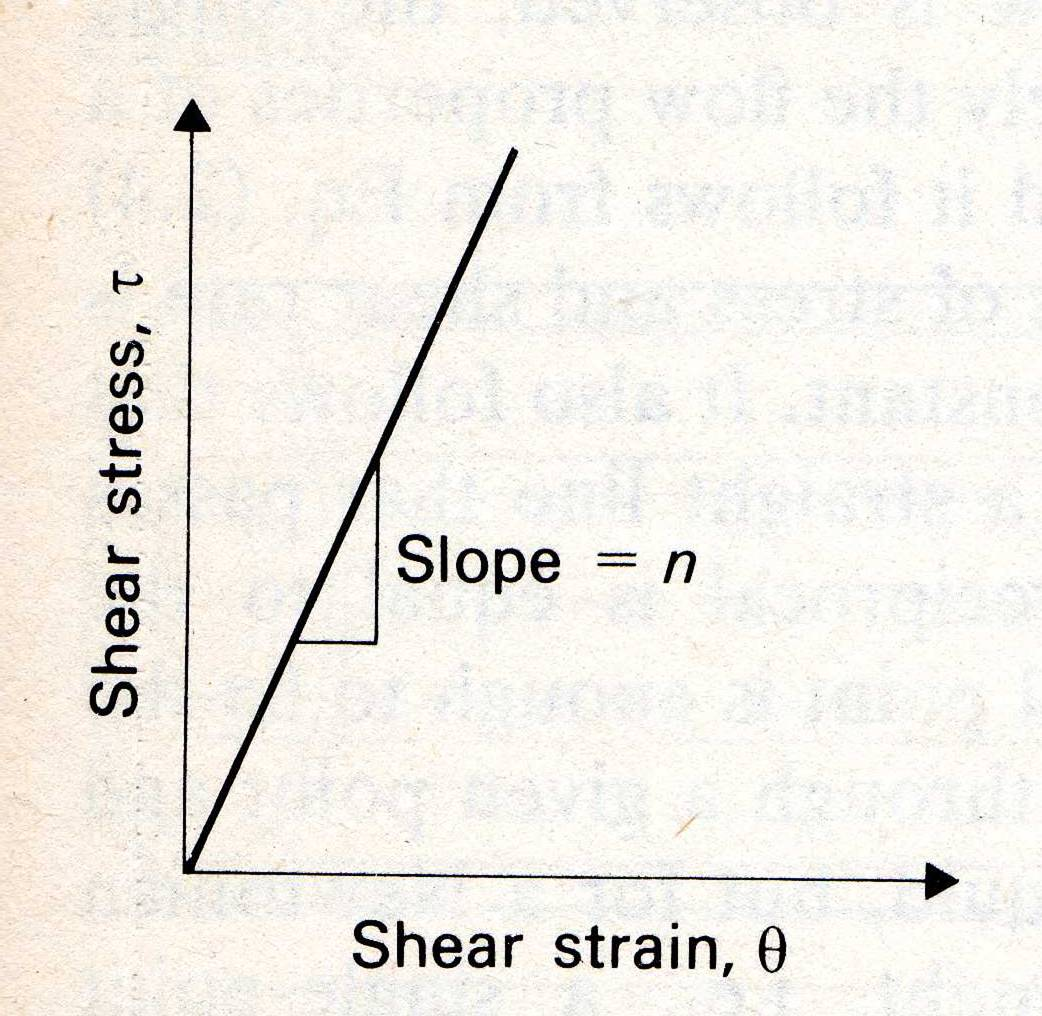 Shear stress, τ
Slope = n
Shear strain, θ